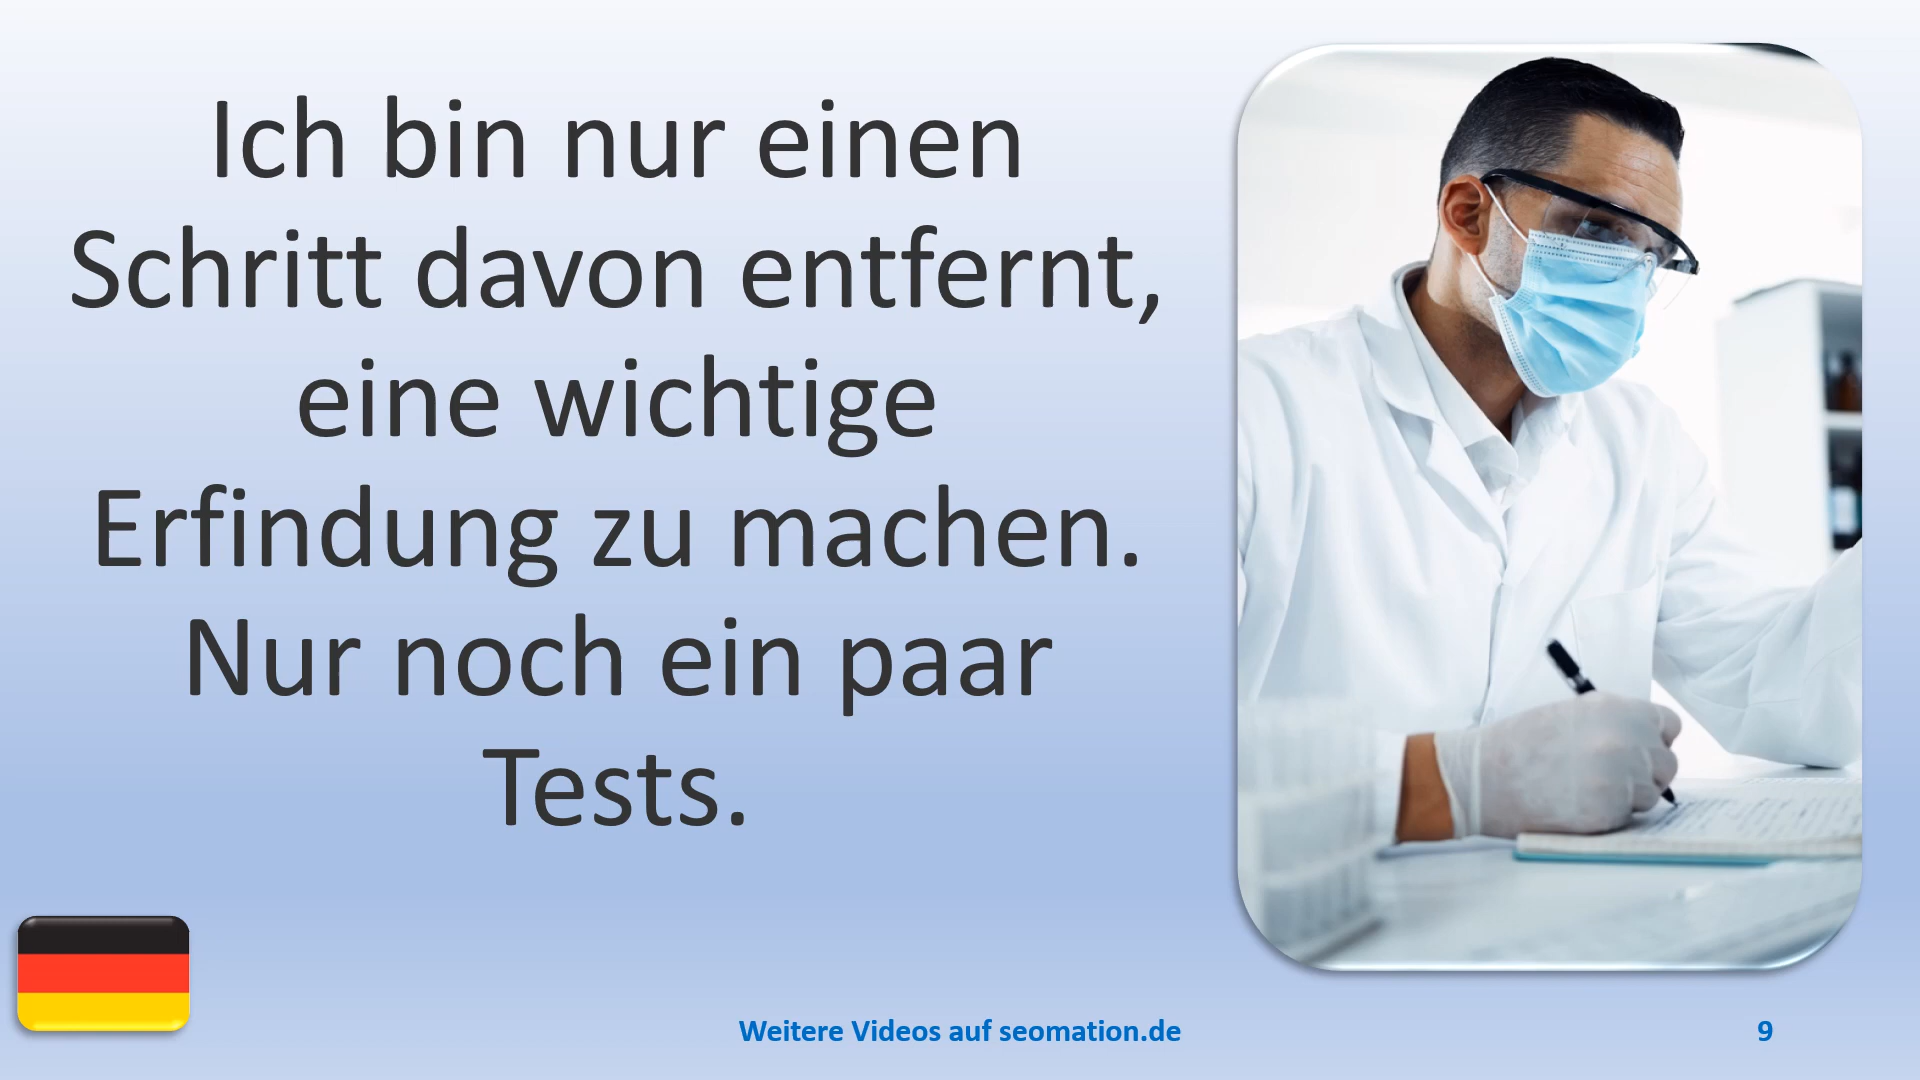 Ich bin nur einen
Schritt davon entfernt,
eine wichtige
Erfindung zu machen.
Nur noch ein paar
Tests.
Weitere Videos auf seomation.de
9